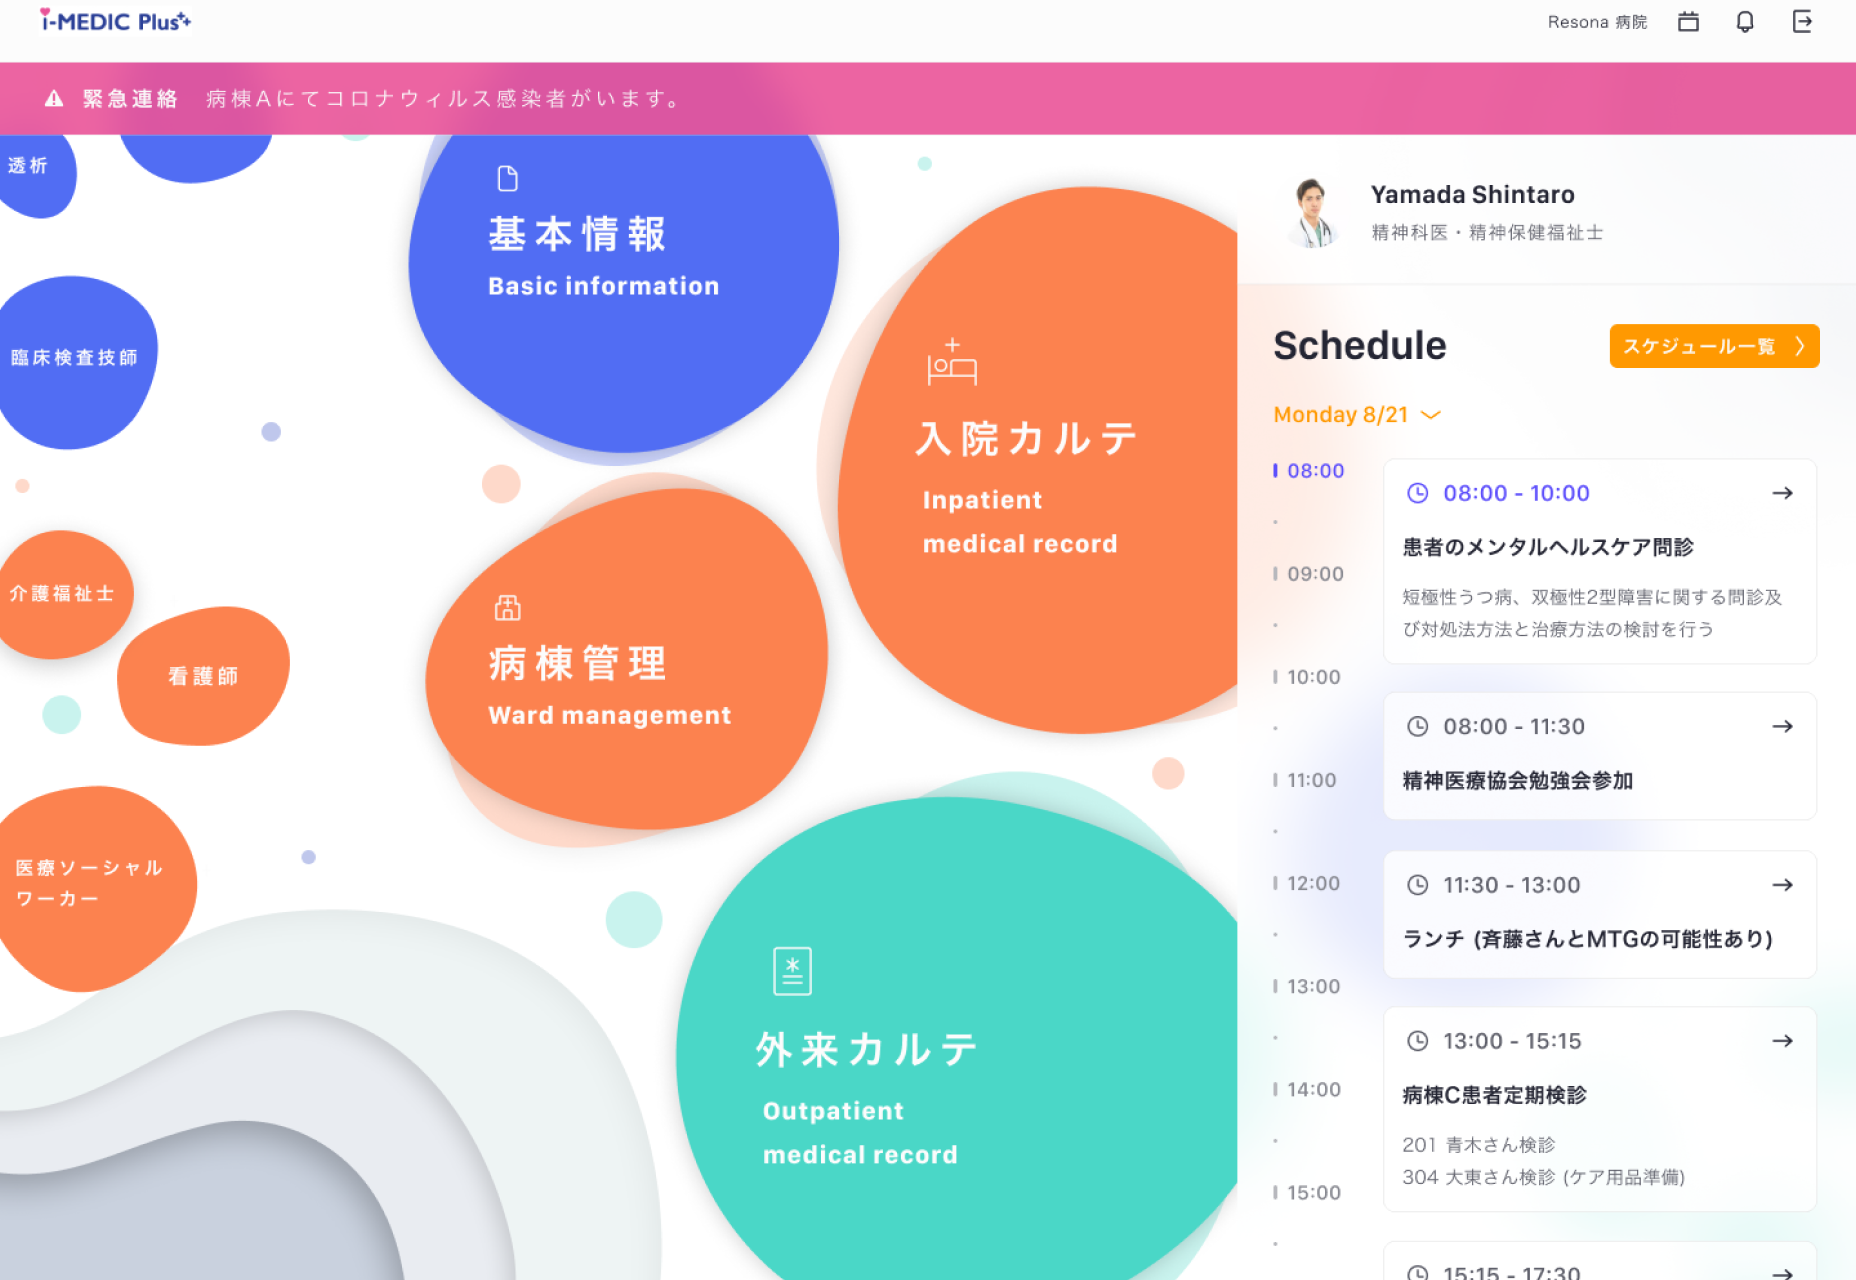 i-MEDIC Plus
Resona 病院
緊急連絡 病棟Aにてコロナウィルス感染者がいます。
透析
臨床検査技師
介護福祉士
看護師
医療ソーシャル
ワーカー
基本情報
Basic information
病棟管理
Ward management
入院カルテ
Inpatient
medical record
外来カルテ
Outpatient
medical record
Yamada Shintaro
精神科医・精神保健福祉士
Schedule
スケジュール一覧
Monday 8/21
08:00
09:00
10:00
11:00
12:00
13:00
14:00
15:00
08:00 - 10:00
患者のメンタルヘルスケア問診
短極性うつ病、双極性2型障害に関する問診及
び対処法方法と治療方法の検討を行う
08:00 - 11:30
精神医療協会勉強会参加
11:30 - 13:00
ランチ (斉藤さんとMTGの可能性あり)
13:00 - 15:15
病棟C患者定期検診
201 青木さん検診
304 大東さん検診 (ケア用品準備)
15:15 - 17:30